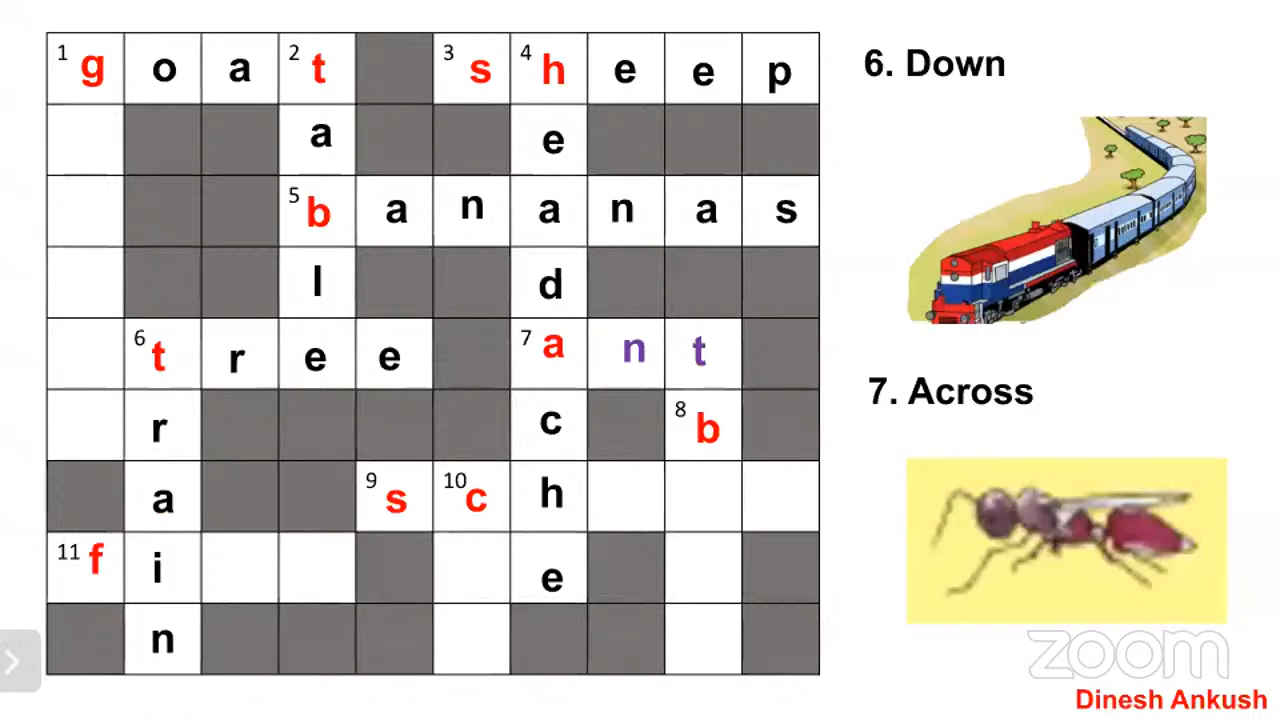 1 g o a 2 t 3 s 4 h e e p
a e
5 b a n a n a s
l d
6 t r e e 7 a n t
r c 8 b
a 9 s 10 c h
11 f i e
n
6. Down
7. Across
zoom
Dinesh Ankush